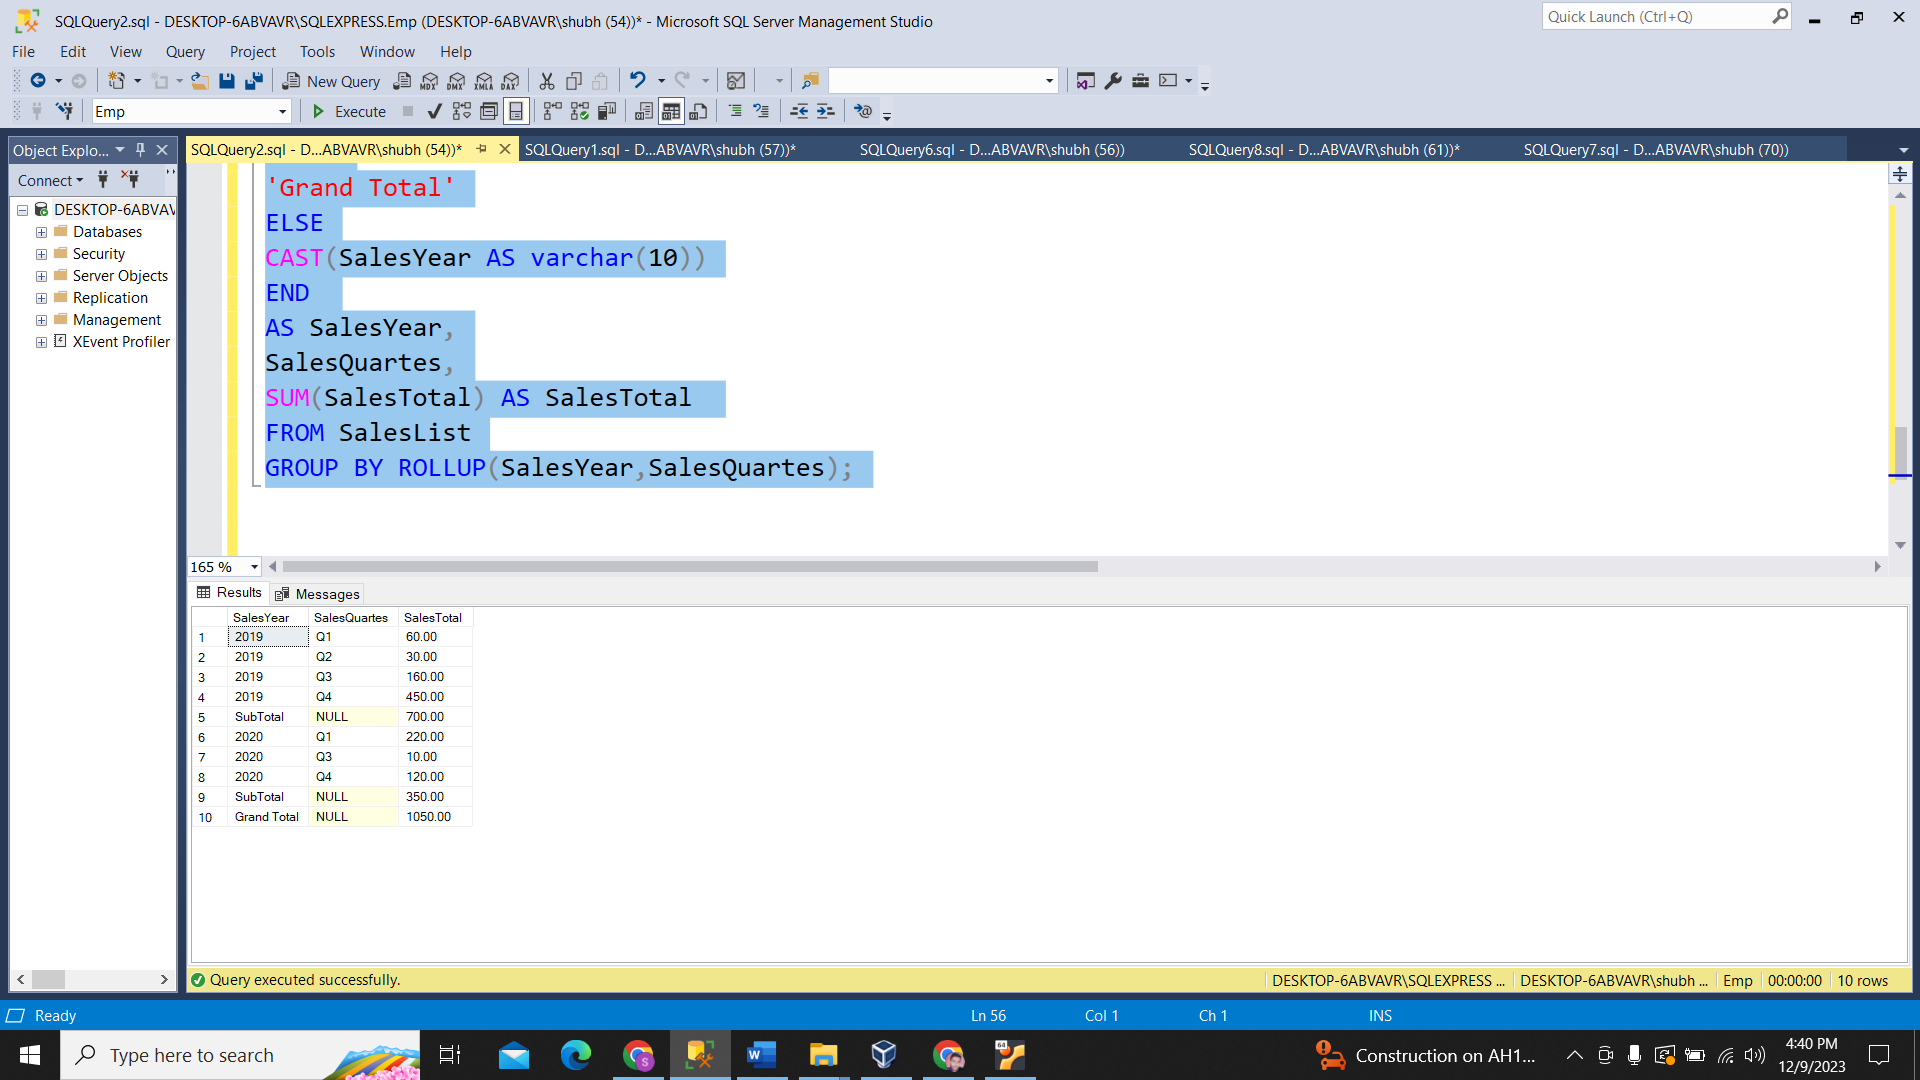 SQLQuery2.sql - DESKTOP-6ABVAVR\SQLEXPRESS.Emp (DESKTOP-6ABVAVR\shubh (54))* - Microsoft SQL Server Management Studio
Quick Launch (Ctrl+Q)
File Edit View Query Project Tools Window Help
New Query MDX DMX XMLA DAX
Emp Execute
Object Explo...
SQLQuery2.sql - D...ABVAVR\shubh (54))* SQLQuery1.sql - D...ABVAVR\shubh (57))* SQLQuery6.sql - D...ABVAVR\shubh (56)) SQLQuery8.sql - D...ABVAVR\shubh (61))* SQLQuery7.sql - D...ABVAVR\shubh (70))
Connect
DESKTOP-6ABVAV
Databases
Security
Server Objects
Replication
Management
XEvent Profiler
'Grand Total'
ELSE
CAST(SalesYear AS varchar(10))
END
AS SalesYear,
SalesQuartes,
SUM(SalesTotal) AS SalesTotal
FROM SalesList
GROUP BY ROLLUP(SalesYear,SalesQuartes);
165 %
Results Messages
SalesYear SalesQuartes SalesTotal
1 2019 Q1 60.00
2 2019 Q2 30.00
3 2019 Q3 160.00
4 2019 Q4 450.00
5 SubTotal NULL 700.00
6 2020 Q1 220.00
7 2020 Q3 10.00
8 2020 Q4 120.00
9 SubTotal NULL 350.00
10 Grand Total NULL 1050.00
Query executed successfully.
DESKTOP-6ABVAVR\SQLEXPRESS ... DESKTOP-6ABVAVR\shubh ... Emp 00:00:00 10 rows
Ready Ln 56 Col 1 Ch 1 INS
Type here to search
Construction on AH1...
4:40 PM
12/9/2023